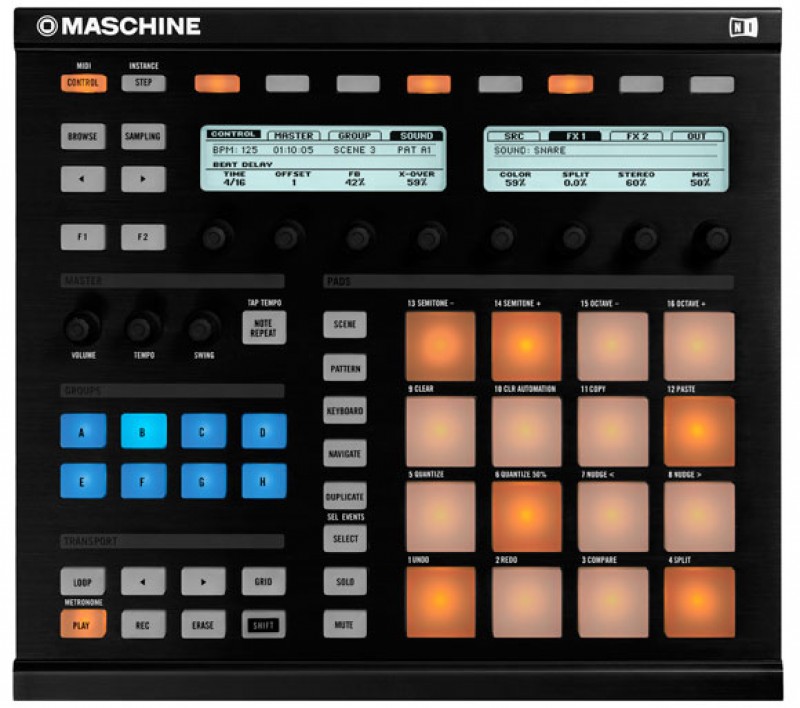 MASCHINE
NI
MIDI
CONTROL
INSTANCE
STEP
BROWSE
SAMPLING
F1
F2
CONTROL MASTER GROUP SOUND
BPM: 125 01:10:05 SCENE 3 PAT A1
BEAT DELAY
TIME OFFSET FB X-OVER
4/16 1 42% 59%
SRC FX 1 FX 2 OUT
SOUND: SNARE
COLOR SPLIT STEREO MIX
59% 0.0% 60% 50%
MASTER
VOLUME
TEMPO
SWING
TAP TEMPO
NOTE
REPEAT
GROUPS
A
B
C
D
E
F
G
H
TRANSPORT
LOOP
GRID
METRONOME
PLAY
REC
ERASE
SHIFT
PADS
SCENE
PATTERN
KEYBOARD
NAVIGATE
DUPLICATE
SEL EVENTS
SELECT
SOLO
MUTE
13 SEMITONE -
14 SEMITONE +
15 OCTAVE -
16 OCTAVE +
9 CLEAR
10 CLR AUTOMATION
11 COPY
12 PASTE
5 QUANTIZE
6 QUANTIZE 50%
7 NUDGE <
8 NUDGE >
1 UNDO
2 REDO
3 COMPARE
4 SPLIT